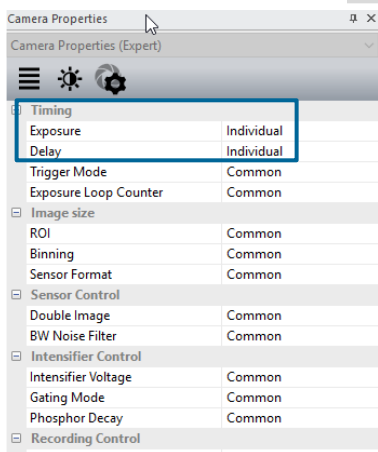 Camera Properties
Camera Properties (Expert)
Timing
Exposure Individual
Delay Individual
Trigger Mode Common
Exposure Loop Counter Common
Image size
ROI Common
Binning Common
Sensor Format Common
Sensor Control
Double Image Common
BW Noise Filter Common
Intensifier Control
Intensifier Voltage Common
Gating Mode Common
Phosphor Decay Common
Recording Control